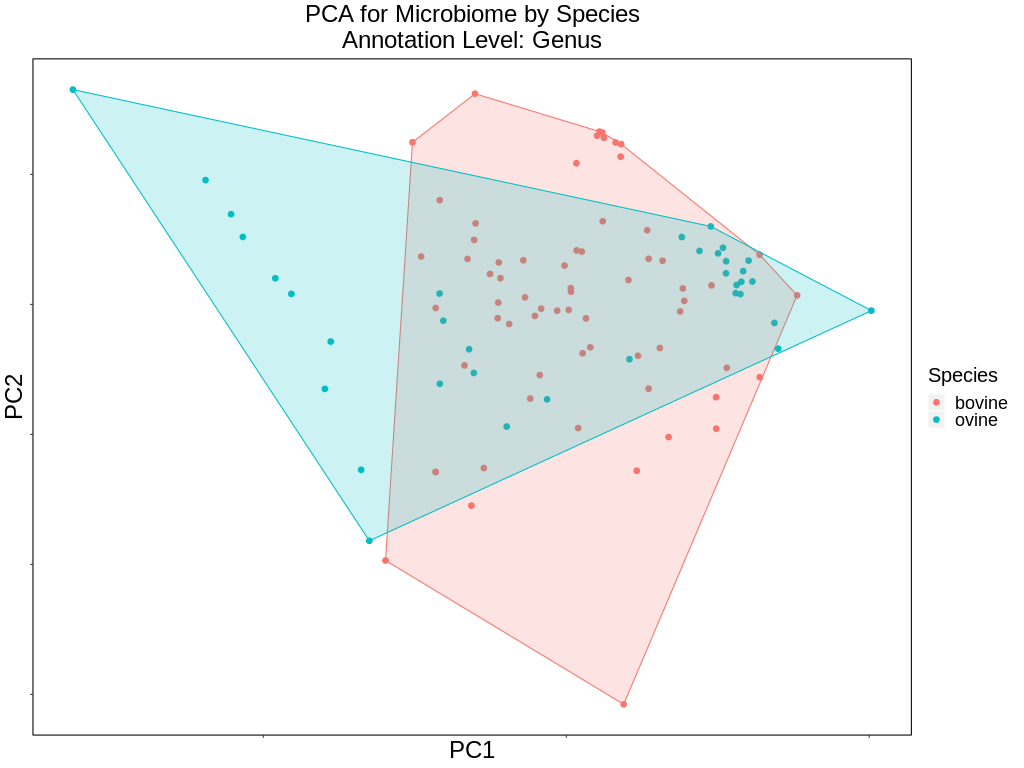 PCA for Microbiome by Species
Annotation Level: Genus
PC2
PC1
Species
bovine
ovine